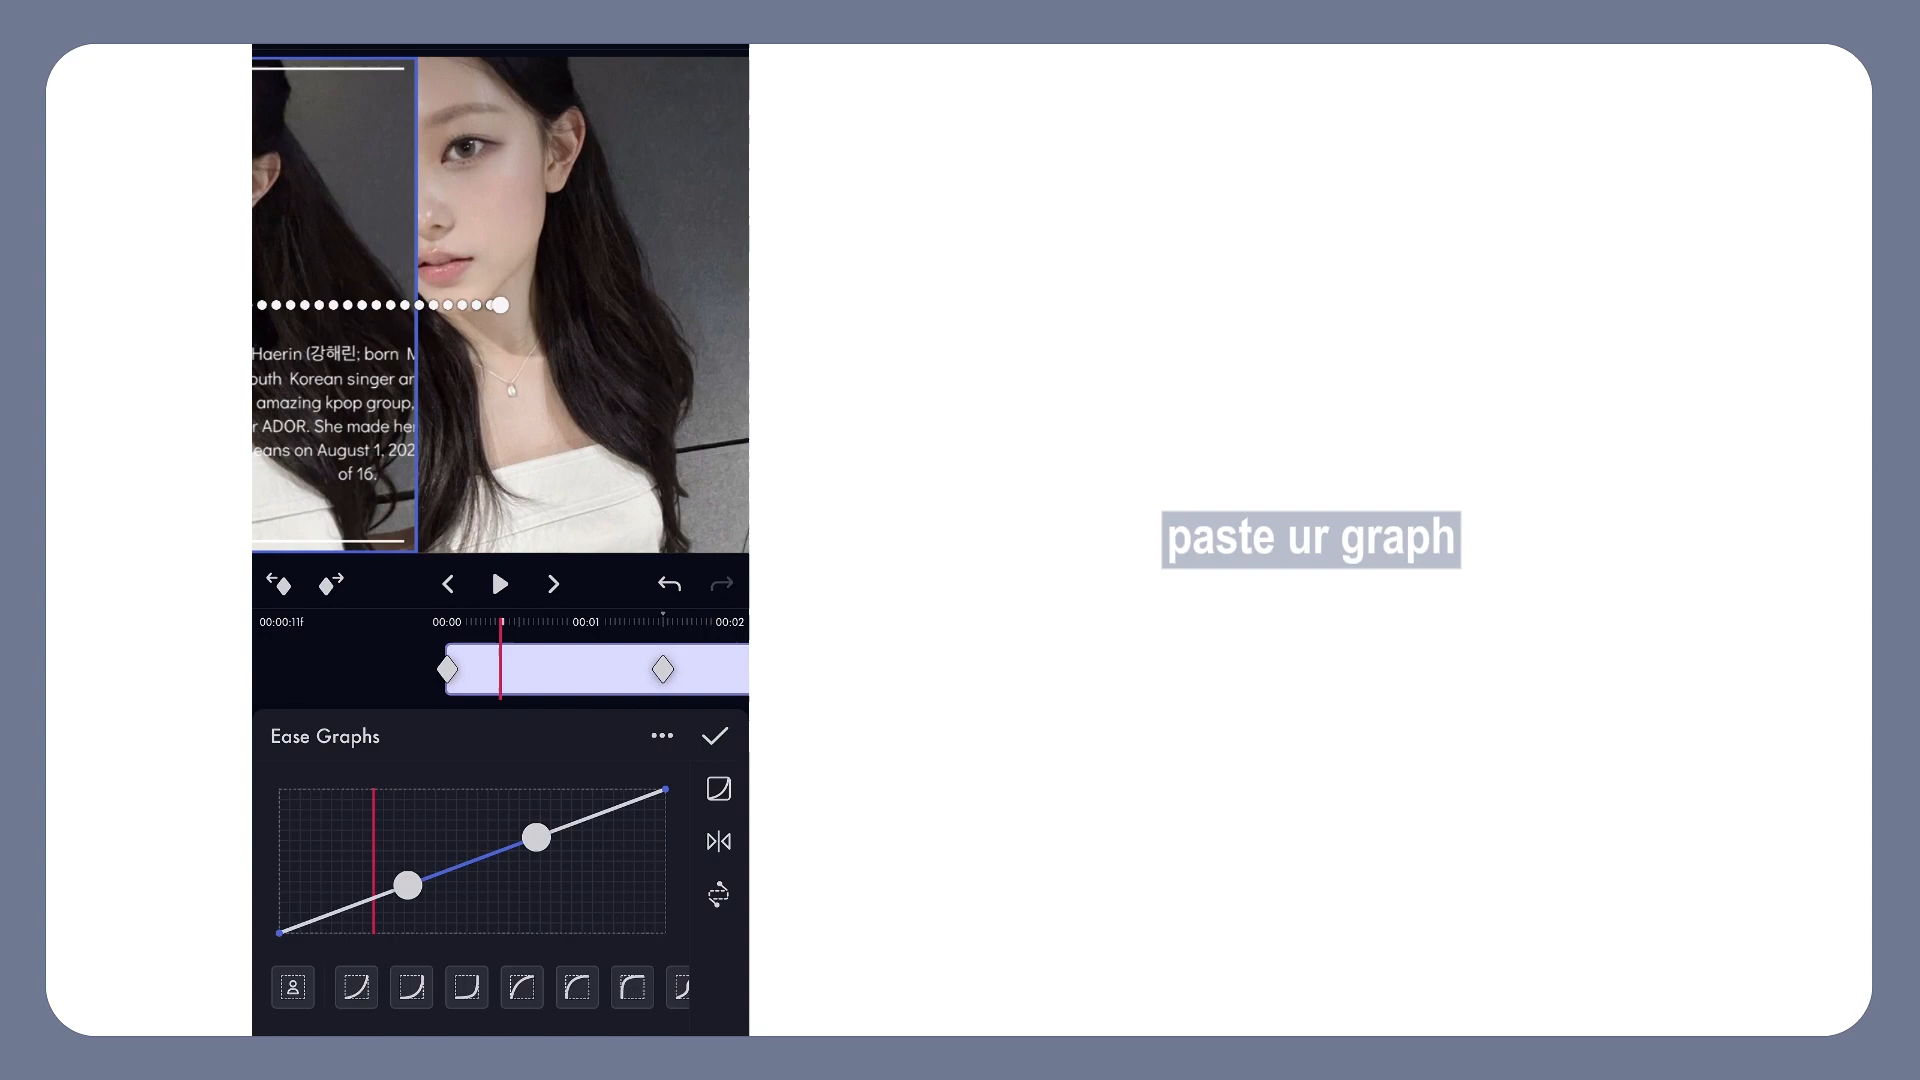 Haerin (강해린; born M
outh Korean singer ar
amazing kpop group,
r ADOR. She made her
eans on August 1, 202
of 16.
paste ur graph
00:00:11f
00:00
00:01
00:02
Ease Graphs